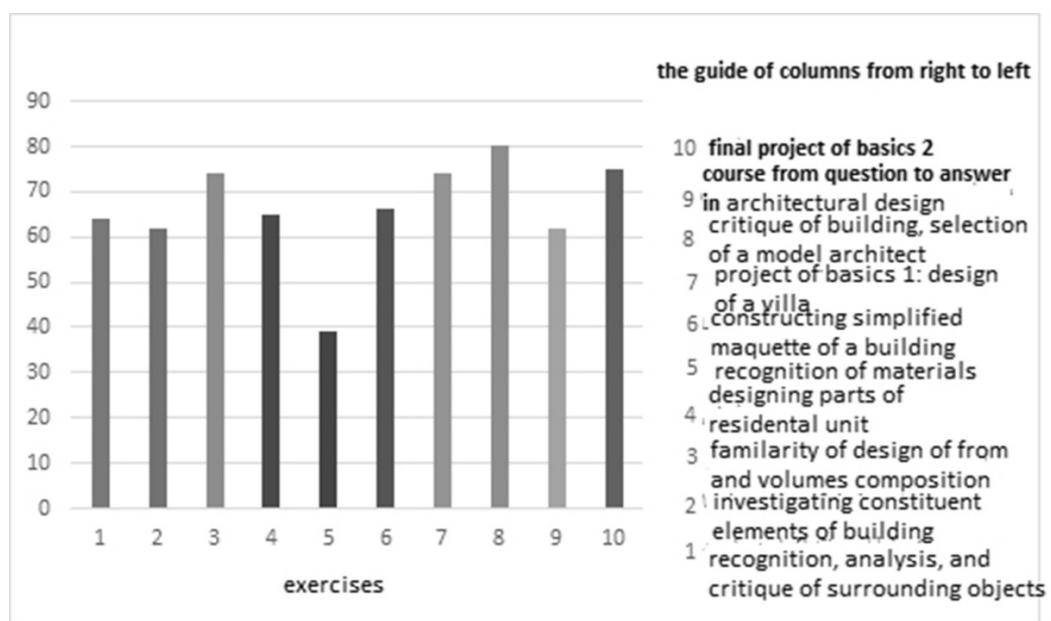 the guide of columns from right to left
90
80
70
60
50
40
30
20
10
0
1 2 3 4 5 6 7 8 9 10
exercises
10 final project of basics 2
course from question to answer
9 in architectural design
critique of building, selection
8
of a model architect
7 project of basics 1: design
of a villa
6 constructing simplified
maquette of a building
5 recognition of materials
designing parts of
4
residental unit
3 familarity of design of from
and volumes composition
2 investigating constituent
elements of building
1
recognition, analysis, and
critique of surrounding objects